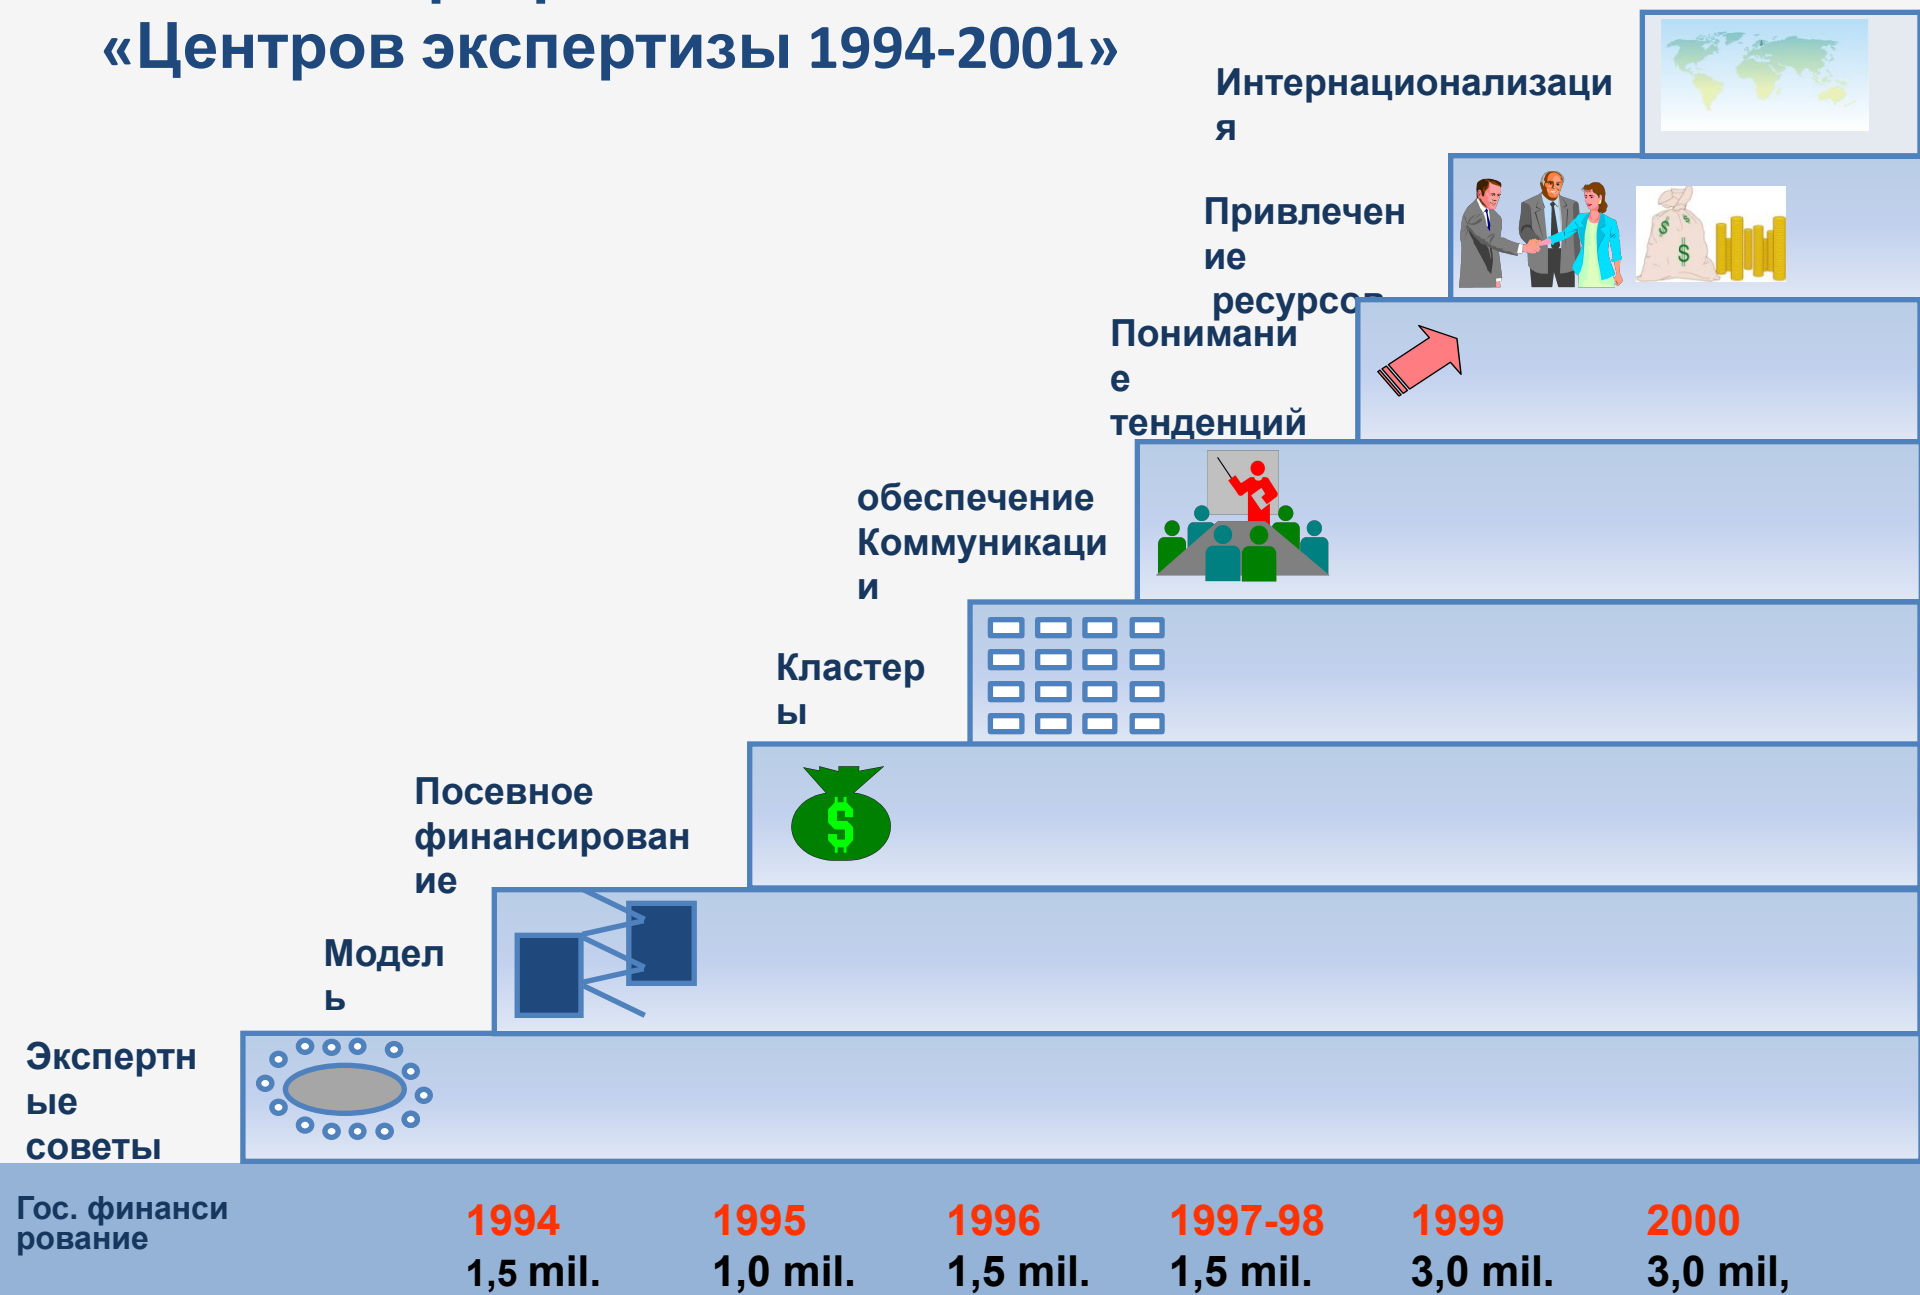 «Центров экспертизы 1994-2001»
Интернационализаци
я
Привлечен
ие
ресурсов
Понимани
е
тенденций
обеспечение
Коммуникаци
и
Кластер
ы
Посевное
финансирован
ие
Модел
ь
Экспертн
ые
советы
Гос. финанси
рование
1994 1995 1996 1997-98 1999 2000
1,5 mil. 1,0 mil. 1,5 mil. 1,5 mil. 3,0 mil. 3,0 mil,